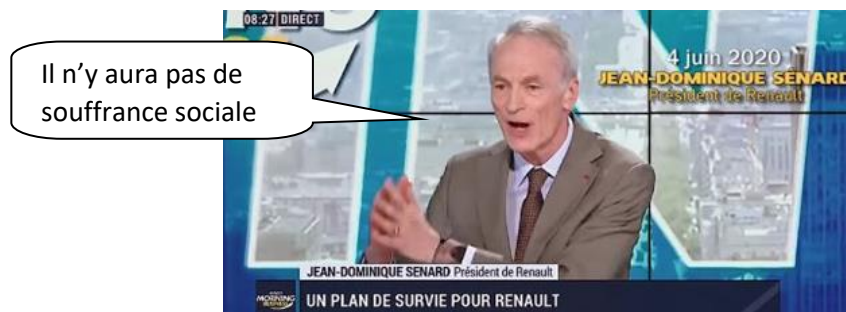 08:27 DIRECT
Il n’y aura pas de
souffrance sociale
4 juin 2020
JEAN-DOMINIQUE SENARD
Président de Renault
JEAN-DOMINIQUE SENARD Président de Renault
MORNING
UN PLAN DE SURVIE POUR RENAULT